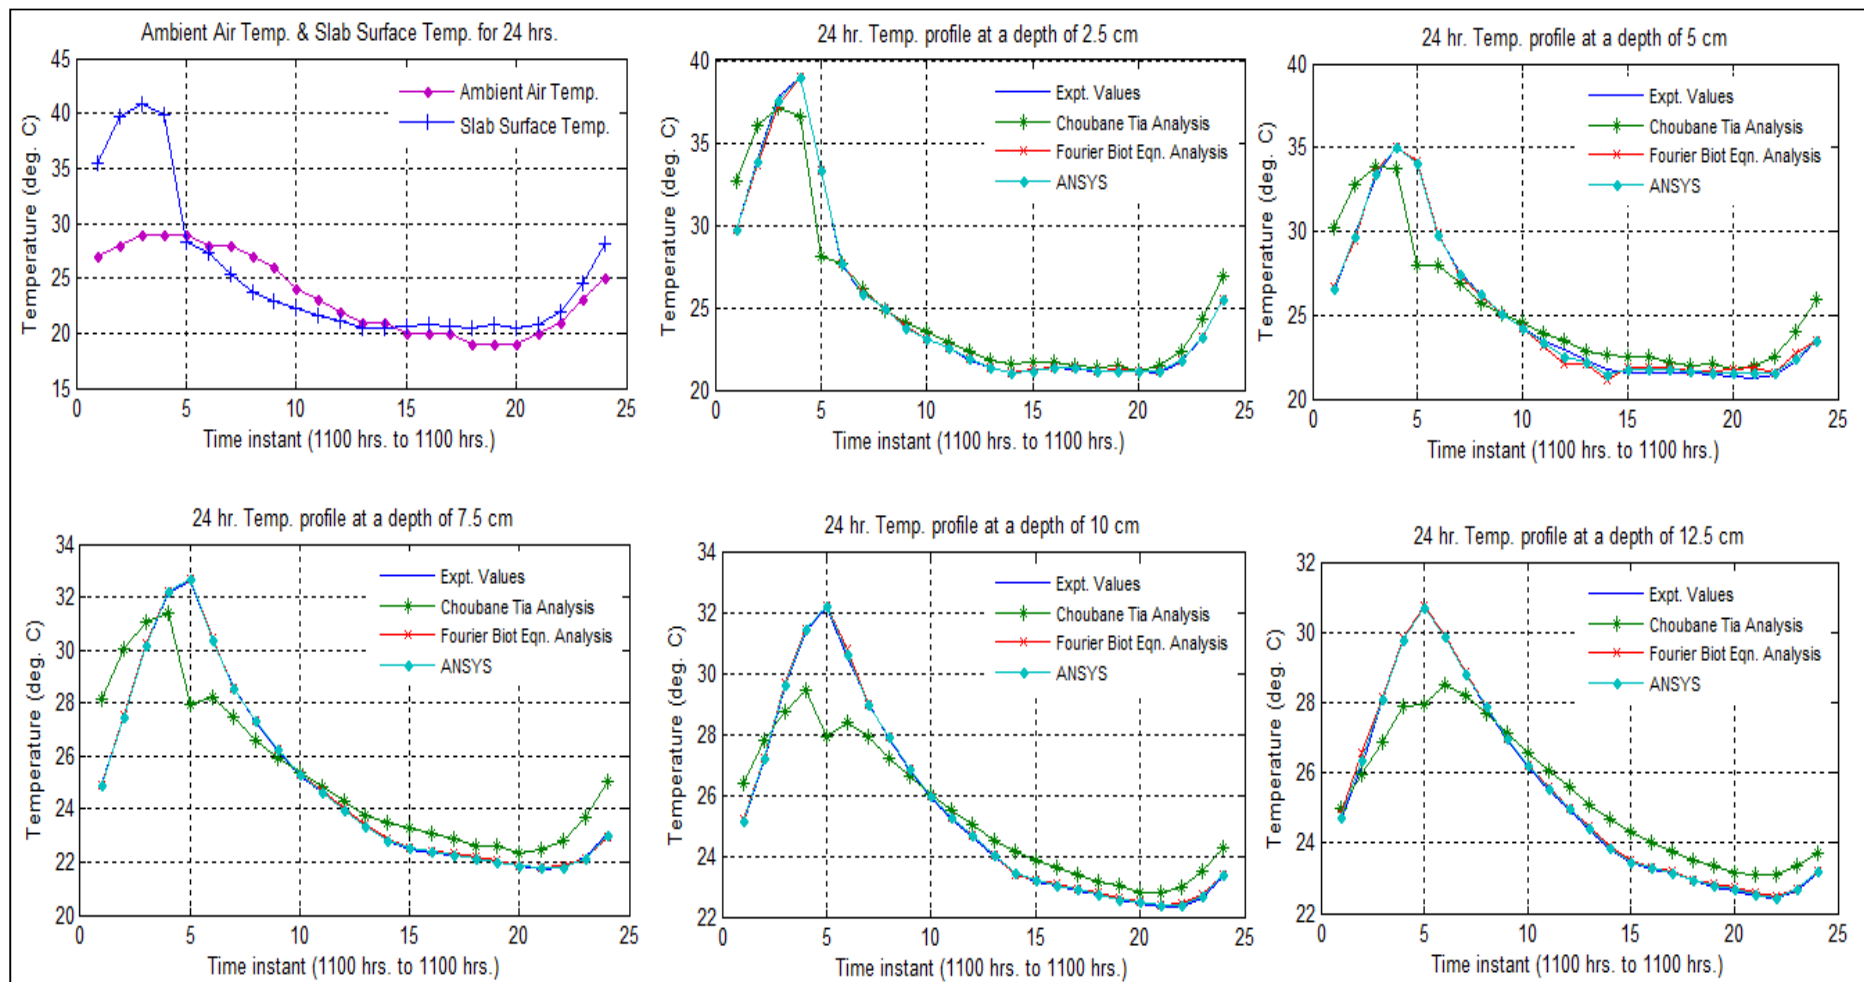 Ambient Air Temp. & Slab Surface Temp. for 24 hrs.
45
40
35
30
25
20
15
0
5
10
15
20
25
Temperature (deg. C)
Time instant (1100 hrs. to 1100 hrs.)
Ambient Air Temp.
Slab Surface Temp.
24 hr. Temp. profile at a depth of 2.5 cm
40
35
30
25
20
0
5
10
15
20
25
Temperature (deg. C)
Time instant (1100 hrs. to 1100 hrs.)
Expt. Values
Choubane Tia Analysis
Fourier Biot Eqn. Analysis
ANSYS
24 hr. Temp. profile at a depth of 5 cm
40
35
30
25
20
0
5
10
15
20
25
Temperature (deg. C)
Time instant (1100 hrs. to 1100 hrs.)
Expt. Values
Choubane Tia Analysis
Fourier Biot Eqn. Analysis
ANSYS
24 hr. Temp. profile at a depth of 7.5 cm
34
32
30
28
26
24
22
20
0
5
10
15
20
25
Temperature (deg. C)
Time instant (1100 hrs. to 1100 hrs.)
Expt. Values
Choubane Tia Analysis
Fourier Biot Eqn. Analysis
ANSYS
24 hr. Temp. profile at a depth of 10 cm
34
32
30
28
26
24
22
0
5
10
15
20
25
Temperature (deg. C)
Time instant (1100 hrs. to 1100 hrs.)
Expt. Values
Choubane Tia Analysis
Fourier Biot Eqn. Analysis
ANSYS
24 hr. Temp. profile at a depth of 12.5 cm
32
30
28
26
24
22
0
5
10
15
20
25
Temperature (deg. C)
Time instant (1100 hrs. to 1100 hrs.)
Expt. Values
Choubane Tia Analysis
Fourier Biot Eqn. Analysis
ANSYS